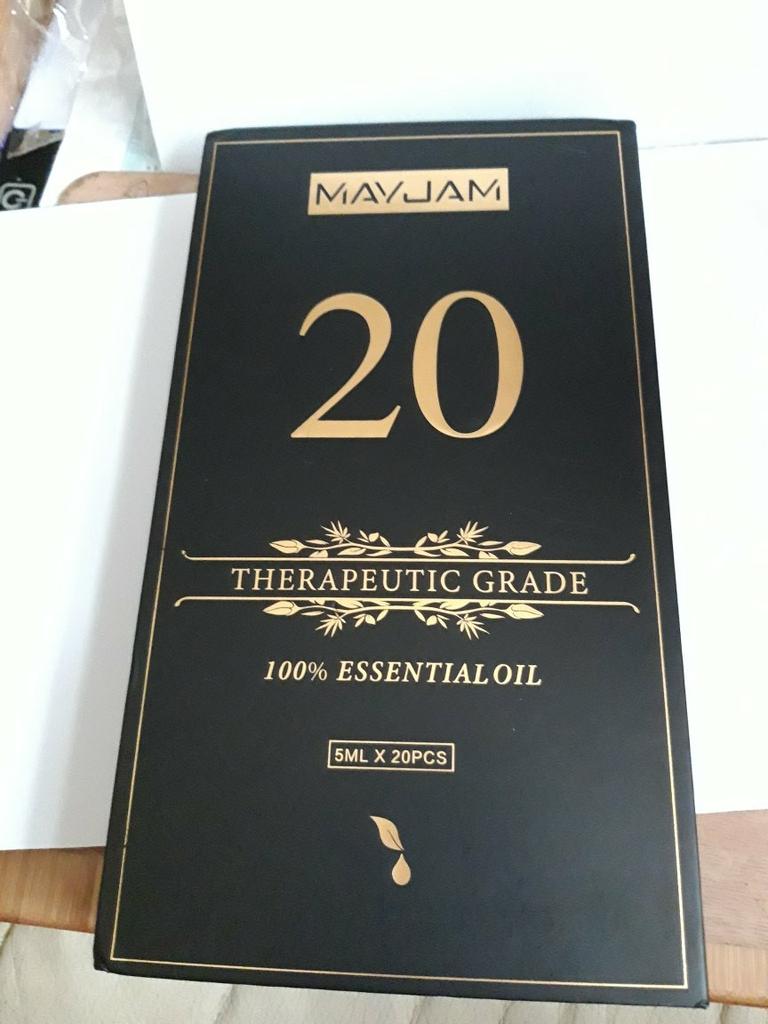 MAYJAM
20
THERAPEUTIC GRADE
100% ESSENTIAL OIL
5ML X 20PCS